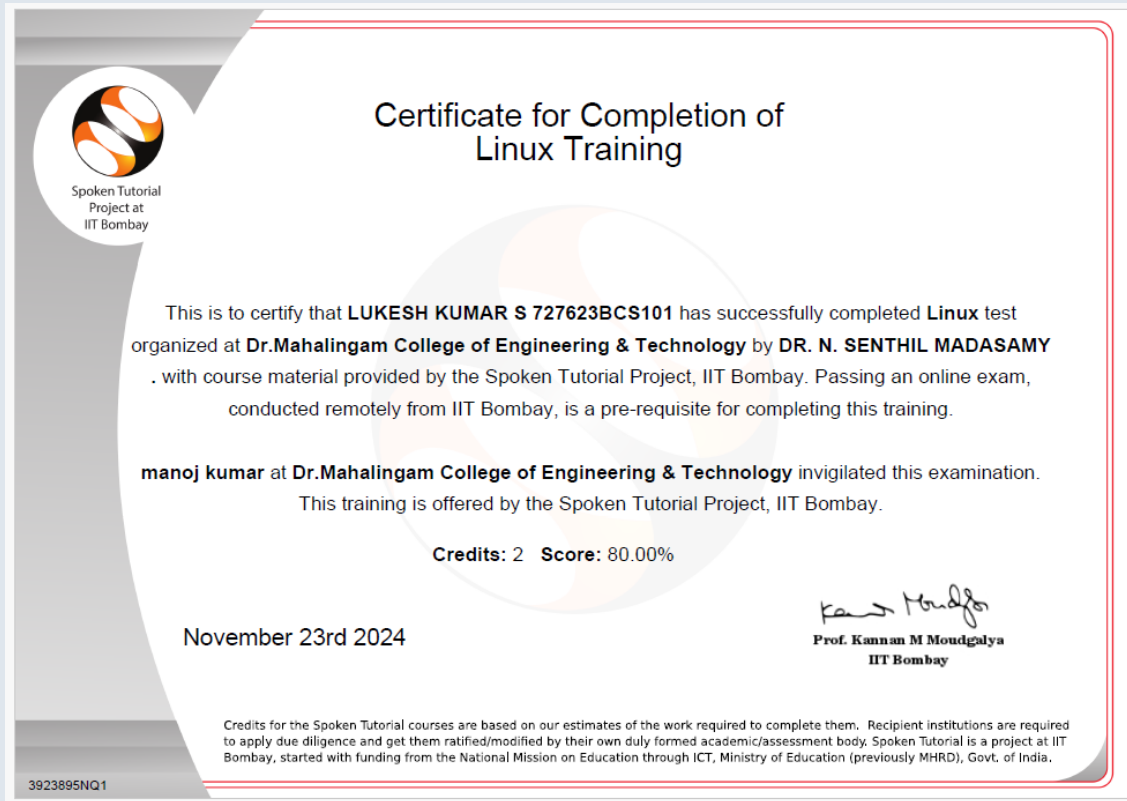 Spoken Tutorial
Project at
IIT Bombay
Certificate for Completion of
Linux Training
This is to certify that LUKESH KUMAR S 727623BCS101 has successfully completed Linux test
organized at Dr.Mahalingam College of Engineering & Technology by DR. N. SENTHIL MADASAMY
. with course material provided by the Spoken Tutorial Project, IIT Bombay. Passing an online exam,
conducted remotely from IIT Bombay, is a pre-requisite for completing this training.
manoj kumar at Dr.Mahalingam College of Engineering & Technology invigilated this examination.
This training is offered by the Spoken Tutorial Project, IIT Bombay.
Credits: 2 Score: 80.00%
November 23rd 2024
Prof. Kannan M Moudgalya
IIT Bombay
Credits for the Spoken Tutorial courses are based on our estimates of the work required to complete them. Recipient institutions are required
to apply due diligence and get them ratified/modified by their own duly formed academic/assessment body. Spoken Tutorial is a project at IIT
Bombay, started with funding from the National Mission on Education through ICT, Ministry of Education (previously MHRD), Govt. of India.
3923895NQ1